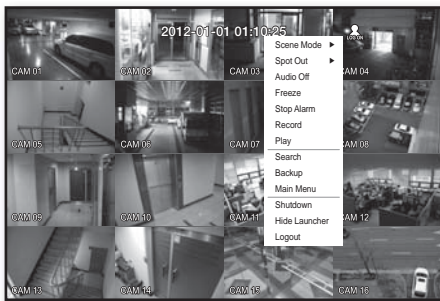 2012-01-01 01:10:25
LOG ON
CAM 01
CAM 02
CAM 03
CAM 04
Scene Mode ▶
Spot Out ▶
Audio Off
Freeze
Stop Alarm
Record
Play
Search
Backup
Main Menu
Shutdown
Hide Launcher
Logout
CAM 05
CAM 06
CAM 07
CAM 08
CAM 09
CAM 10
CAM 11
CAM 12
CAM 13
CAM 14
CAM 15
CAM 16